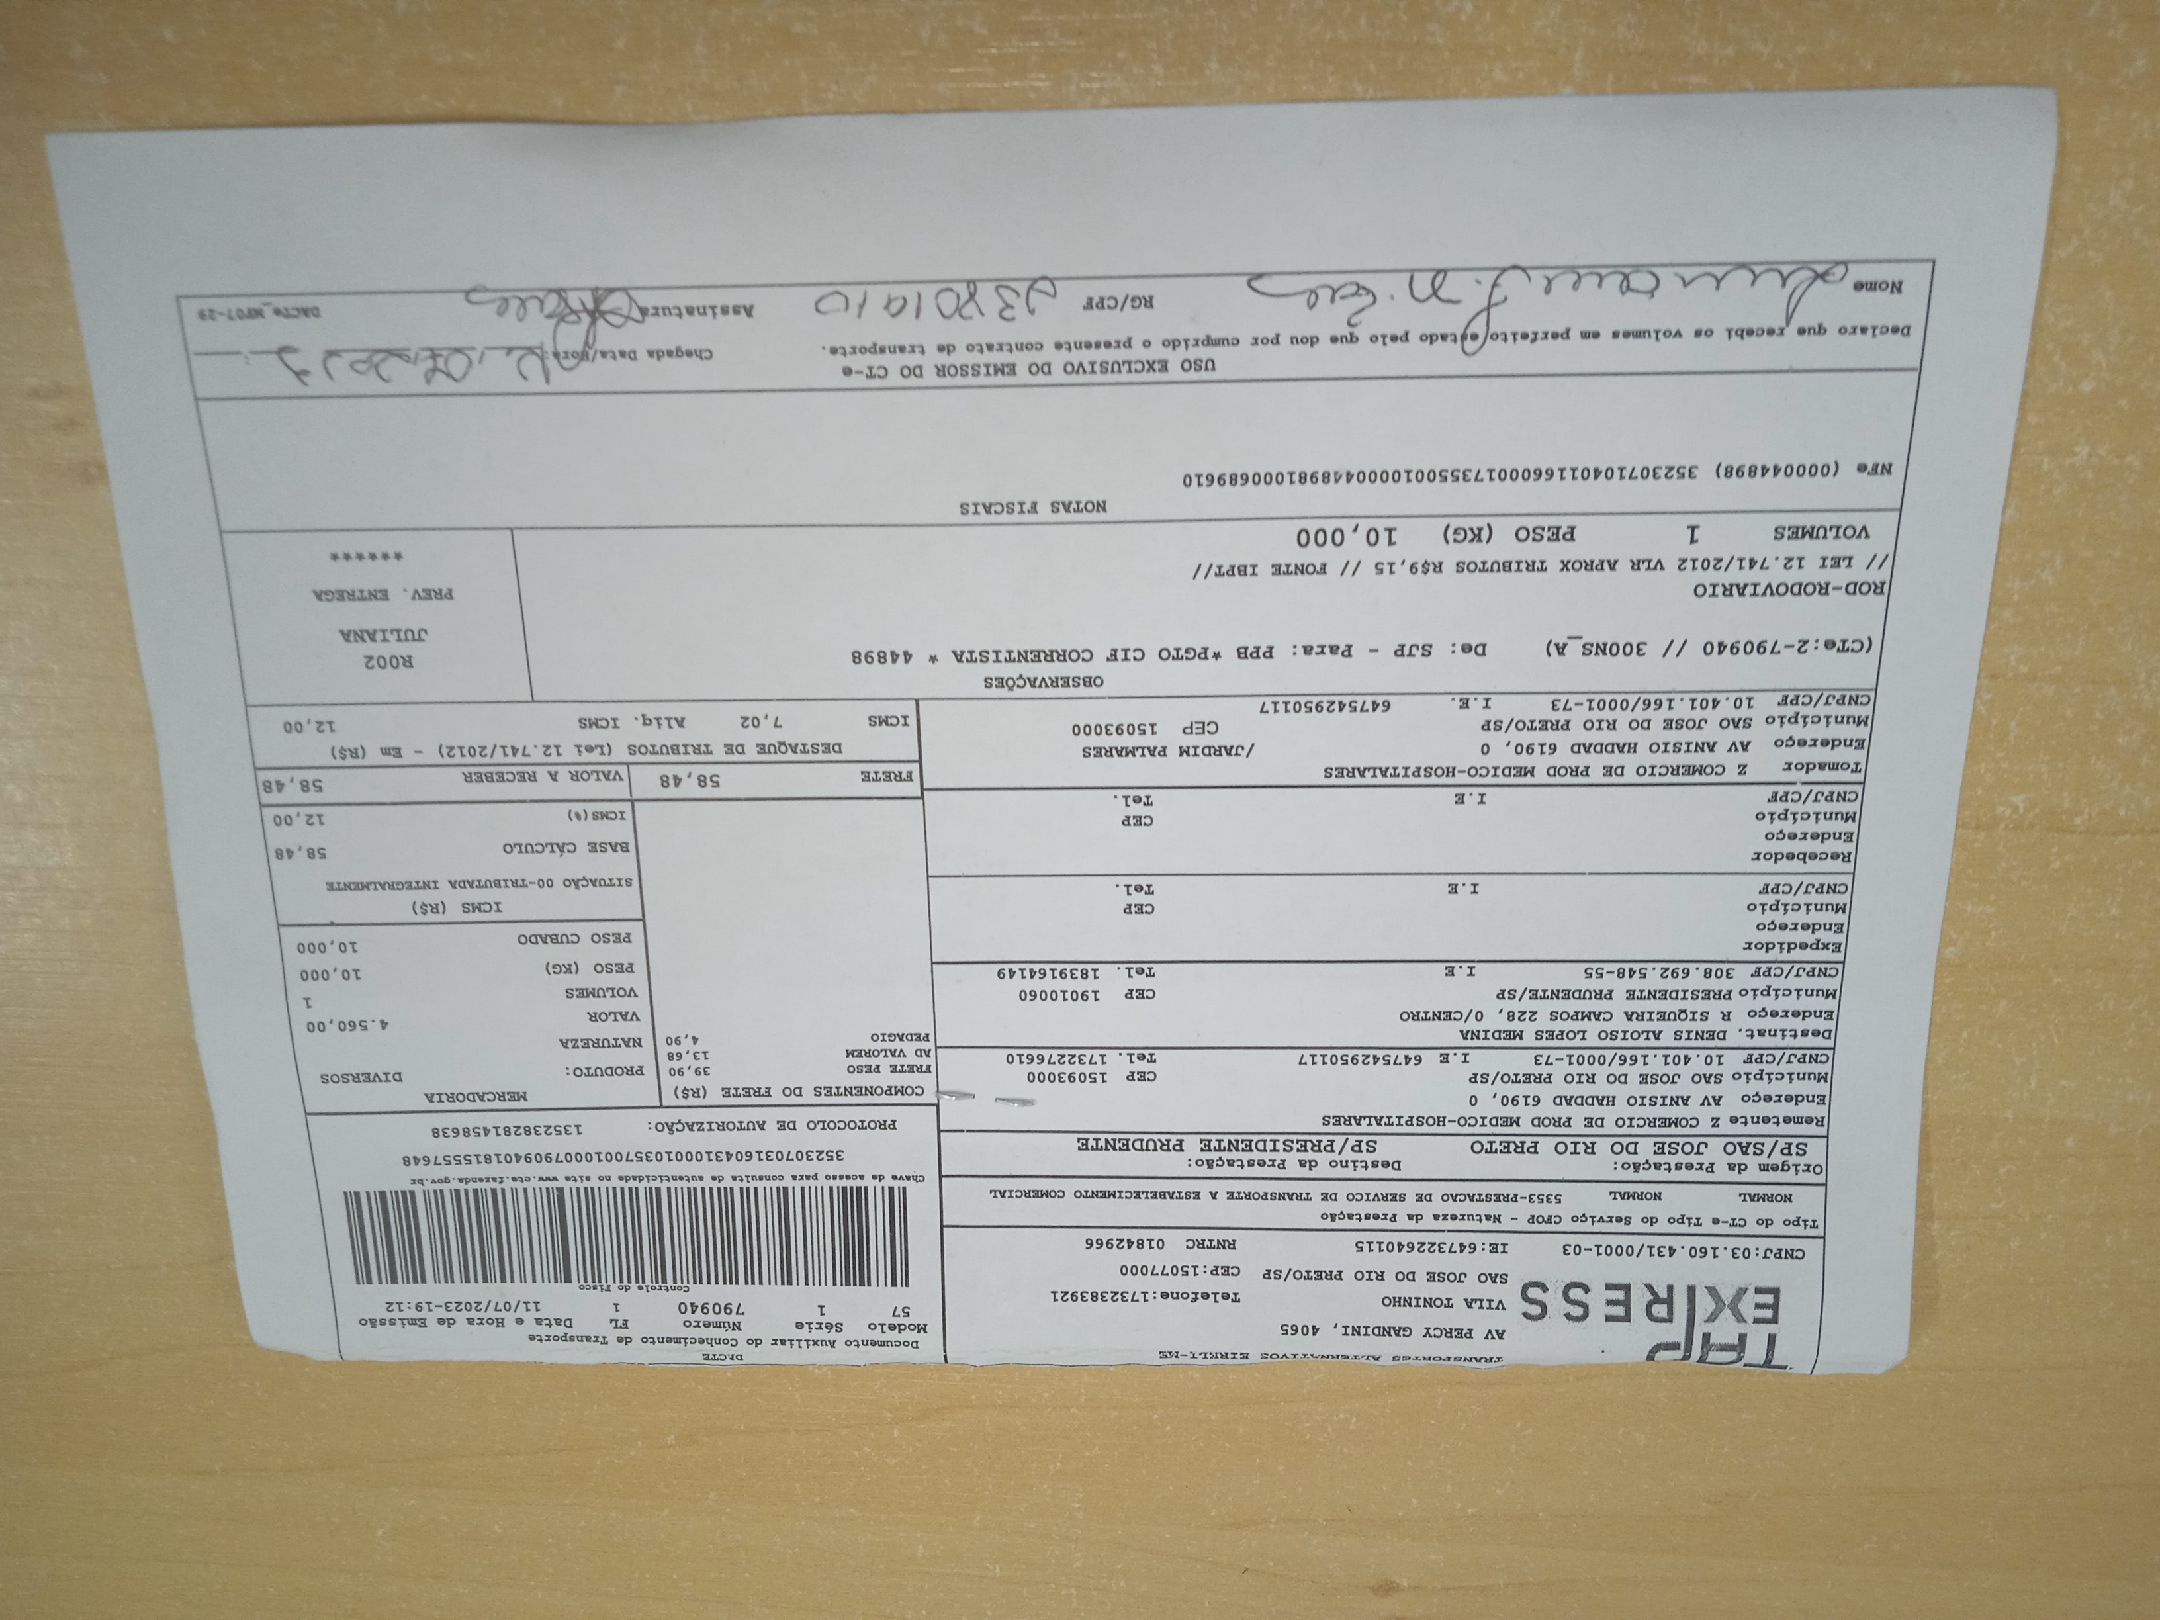 TAP
EXPRESS
TRANSPORTES ALTERNATIVOS EIRELI-ME
AV PERCY GANDINI, 4065
VILA TONINHO Telefone:1732383921
SAO JOSE DO RIO PRETO/SP CEP:15077000
CNPJ:03.160.431/0001-03 IE:647322640115 RNTRC 01842966
DACTE
Documento Auxiliar do Conhecimento de Transporte
Modelo Série Número FL Data e Hora de Emissão
57 1 790940 1 11/07/2023-19:12
Controle do Fisco
Chave de acesso para consulta de autenticidade no site www.cte.fazenda.gov.br
35230703160431000103570010007909401815557648
PROTOCOLO DE AUTORIZAÇÃO: 135238281458638
Tipo do CT-e Tipo do Serviço CFOP - Natureza da Prestação
NORMAL NORMAL 5353-PRESTACAO DE SERVICO DE TRANSPORTE A ESTABELECIMENTO COMERCIAL
Origem da Prestação: Destino da Prestação:
SP/SAO JOSE DO RIO PRETO SP/PRESIDENTE PRUDENTE
Remetente Z COMERCIO DE PROD MEDICO-HOSPITALARES
Endereço AV ANISIO HADDAD 6190, 0
Município SAO JOSE DO RIO PRETO/SP CEP 15093000
CNPJ/CPF 10.401.166/0001-73 I.E 647542950117 Tel. 1732276610
Destinat. DENIS ALOISO LOPES MEDINA
Endereço R SIQUEIRA CAMPOS 228, 0/CENTRO
Município PRESIDENTE PRUDENTE/SP CEP 19010060
CNPJ/CPF 308.692.548-55 I.E Tel. 1839164149
Expedidor
Endereço
Município CEP
CNPJ/CPF I.E Tel.
Recebedor
Endereço
Município CEP
CNPJ/CPF I.E Tel.
Tomador Z COMERCIO DE PROD MEDICO-HOSPITALARES
Endereço AV ANISIO HADDAD 6190, 0 /JARDIM PALMARES
Município SAO JOSE DO RIO PRETO/SP CEP 15093000
CNPJ/CPF 10.401.166/0001-73 I.E. 647542950117
COMPONENTES DO FRETE (R$)
FRETE PESO 39,90
AD VALOREM 13,68
PEDAGIO 4,90
MERCADORIA
PRODUTO: DIVERSOS
NATUREZA
VALOR 4.560,00
VOLUMES 1
PESO (KG) 10,000
PESO CUBADO 10,000
ICMS (R$)
SITUAÇÃO 00-TRIBUTADA INTEGRALMENTE
BASE CÁLCULO 58,48
ICMS(%) 12,00
FRETE 58,48 VALOR A RECEBER 58,48
DESTAQUE DE TRIBUTOS (Lei 12.741/2012) - Em (R$)
ICMS 7,02 Aliq. ICMS 12,00
OBSERVAÇÕES
(CTe:2-790940 // 300NS_A) De: SJP - Para: PPB *PGTO CIF CORRENTISTA * 44898
ROD-RODOVIARIO
// LEI 12.741/2012 VLR APROX TRIBUTOS R$9,15 // FONTE IBPT//
VOLUMES 1 PESO (KG) 10,000
R002
JULIANA
PREV. ENTREGA
******
NOTAS FISCAIS
NFe (000044898) 35230710401166000173550010000448981000689610
USO EXCLUSIVO DO EMISSOR DO CT-e
Declaro que recebi os volumes em perfeito estado pelo que dou por cumprido o presente contrato de transporte. Chegada Data/Hora: 12/07/2023
Nome RG/CPF Assinatura DACTe_MP07-29